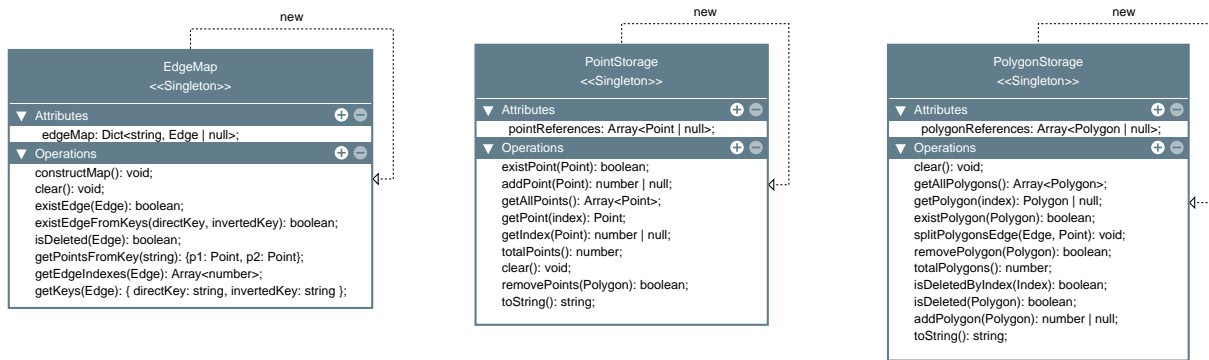 new
EdgeMap
<<Singleton>>
Attributes
edgeMap: Dict<string, Edge | null>;
Operations
constructMap(): void;
clear(): void;
existEdge(Edge): boolean;
existEdgeFromKeys(directKey, invertedKey): boolean;
isDeleted(Edge): boolean;
getPointsFromKey(string): {p1: Point, p2: Point};
getEdgeIndexes(Edge): Array<number>;
getKeys(Edge): { directKey: string, invertedKey: string };
new
PointStorage
<<Singleton>>
Attributes
pointReferences: Array<Point | null>;
Operations
existPoint(Point): boolean;
addPoint(Point): number | null;
getAllPoints(): Array<Point>;
getPoint(index): Point;
getIndex(Point): number | null;
totalPoints(): number;
clear(): void;
removePoints(Polygon): boolean;
toString(): string;
new
PolygonStorage
<<Singleton>>
Attributes
polygonReferences: Array<Polygon | null>;
Operations
clear(): void;
getAllPolygons(): Array<Polygon>;
getPolygon(index): Polygon | null;
existPolygon(Polygon): boolean;
splitPolygonsEdge(Edge, Point): void;
removePolygon(Polygon): boolean;
totalPolygons(): number;
isDeletedByIndex(Index): boolean;
isDeleted(Polygon): boolean;
addPolygon(Polygon): number | null;
toString(): string;